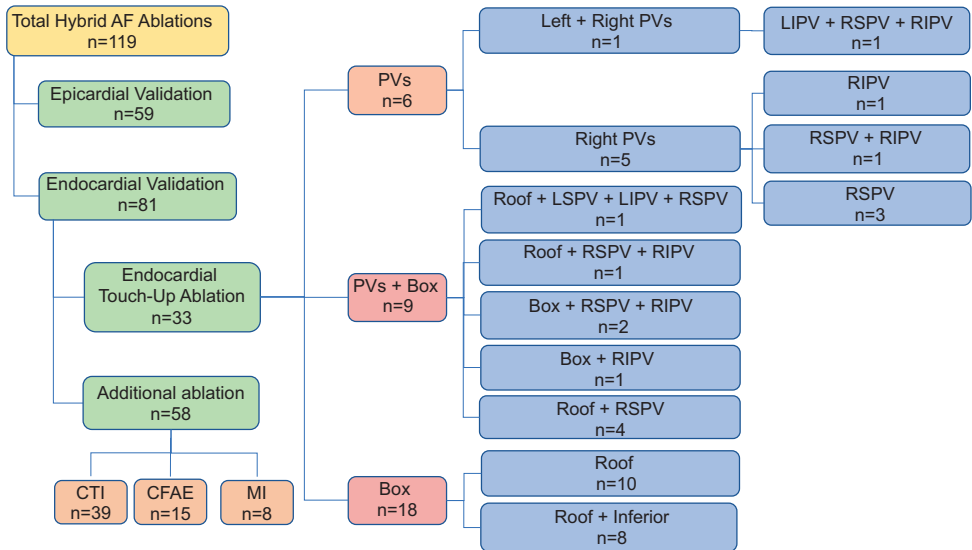 Total Hybrid AF Ablations
n=119
Epicardial Validation
n=59
Endocardial Validation
n=81
Endocardial
Touch-Up Ablation
n=33
Additional ablation
n=58
CTI
n=39
CFAE
n=15
MI
n=8
PVs
n=6
Left + Right PVs
n=1
LIPV + RSPV + RIPV
n=1
Right PVs
n=5
RIPV
n=1
RSPV + RIPV
n=1
RSPV
n=3
PVs + Box
n=9
Roof + LSPV + LIPV + RSPV
n=1
Roof + RSPV + RIPV
n=1
Box + RSPV + RIPV
n=2
Box + RIPV
n=1
Roof + RSPV
n=4
Box
n=18
Roof
n=10
Roof + Inferior
n=8